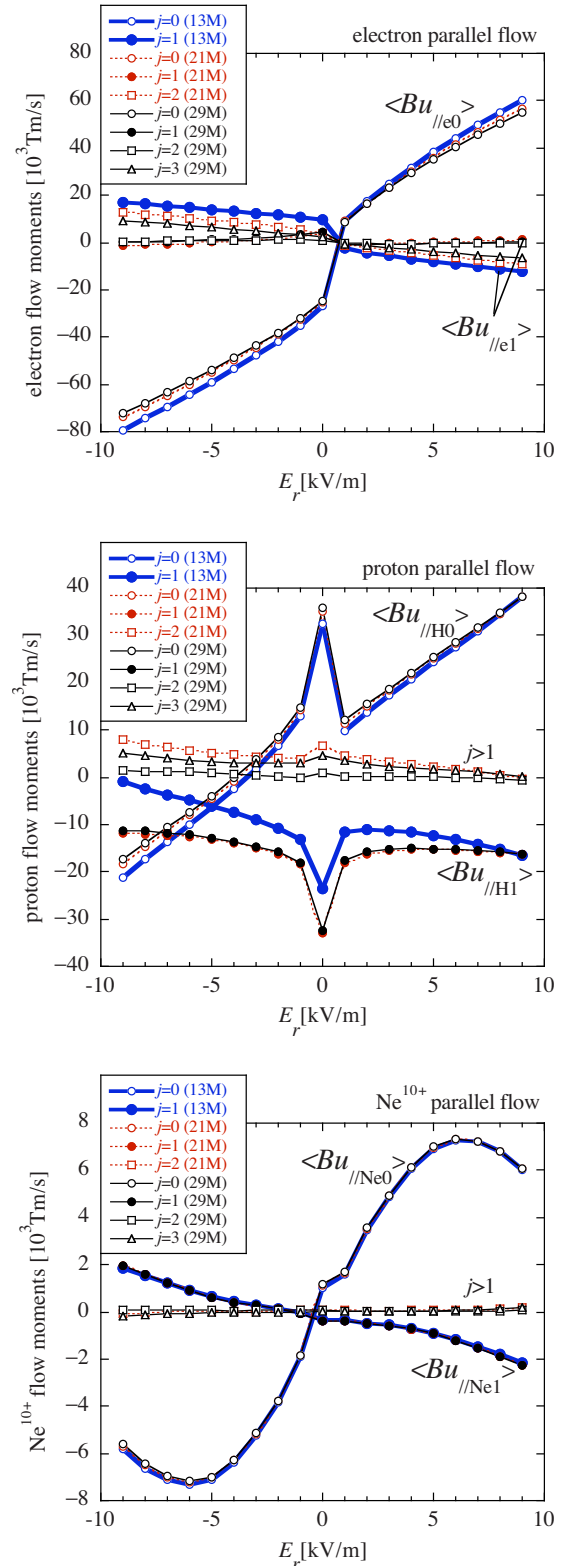 j=0 (13M)
j=1 (13M)
j=0 (21M)
j=1 (21M)
j=2 (21M)
j=0 (29M)
j=1 (29M)
j=2 (29M)
j=3 (29M)
electron parallel flow
<Bu//e0>
<Bu//e1>
electron flow moments [10³Tm/s]
80
60
40
20
0
−20
−40
−60
−80
-10
-5
0
5
10
E_r[kV/m]
j=0 (13M)
j=1 (13M)
j=0 (21M)
j=1 (21M)
j=2 (21M)
j=0 (29M)
j=1 (29M)
j=2 (29M)
j=3 (29M)
proton parallel flow
<Bu//H0>
j>1
<Bu//H1>
proton flow moments [10³Tm/s]
40
30
20
10
0
−10
−20
−30
−40
-10
-5
0
5
10
E_r[kV/m]
j=0 (13M)
j=1 (13M)
j=0 (21M)
j=1 (21M)
j=2 (21M)
j=0 (29M)
j=1 (29M)
j=2 (29M)
j=3 (29M)
Ne¹⁰⁺ parallel flow
<Bu//Ne0>
j>1
<Bu//Ne1>
Ne¹⁰⁺ flow moments [10³Tm/s]
8
6
4
2
0
−2
−4
−6
−8
-10
-5
0
5
10
E_r[kV/m]